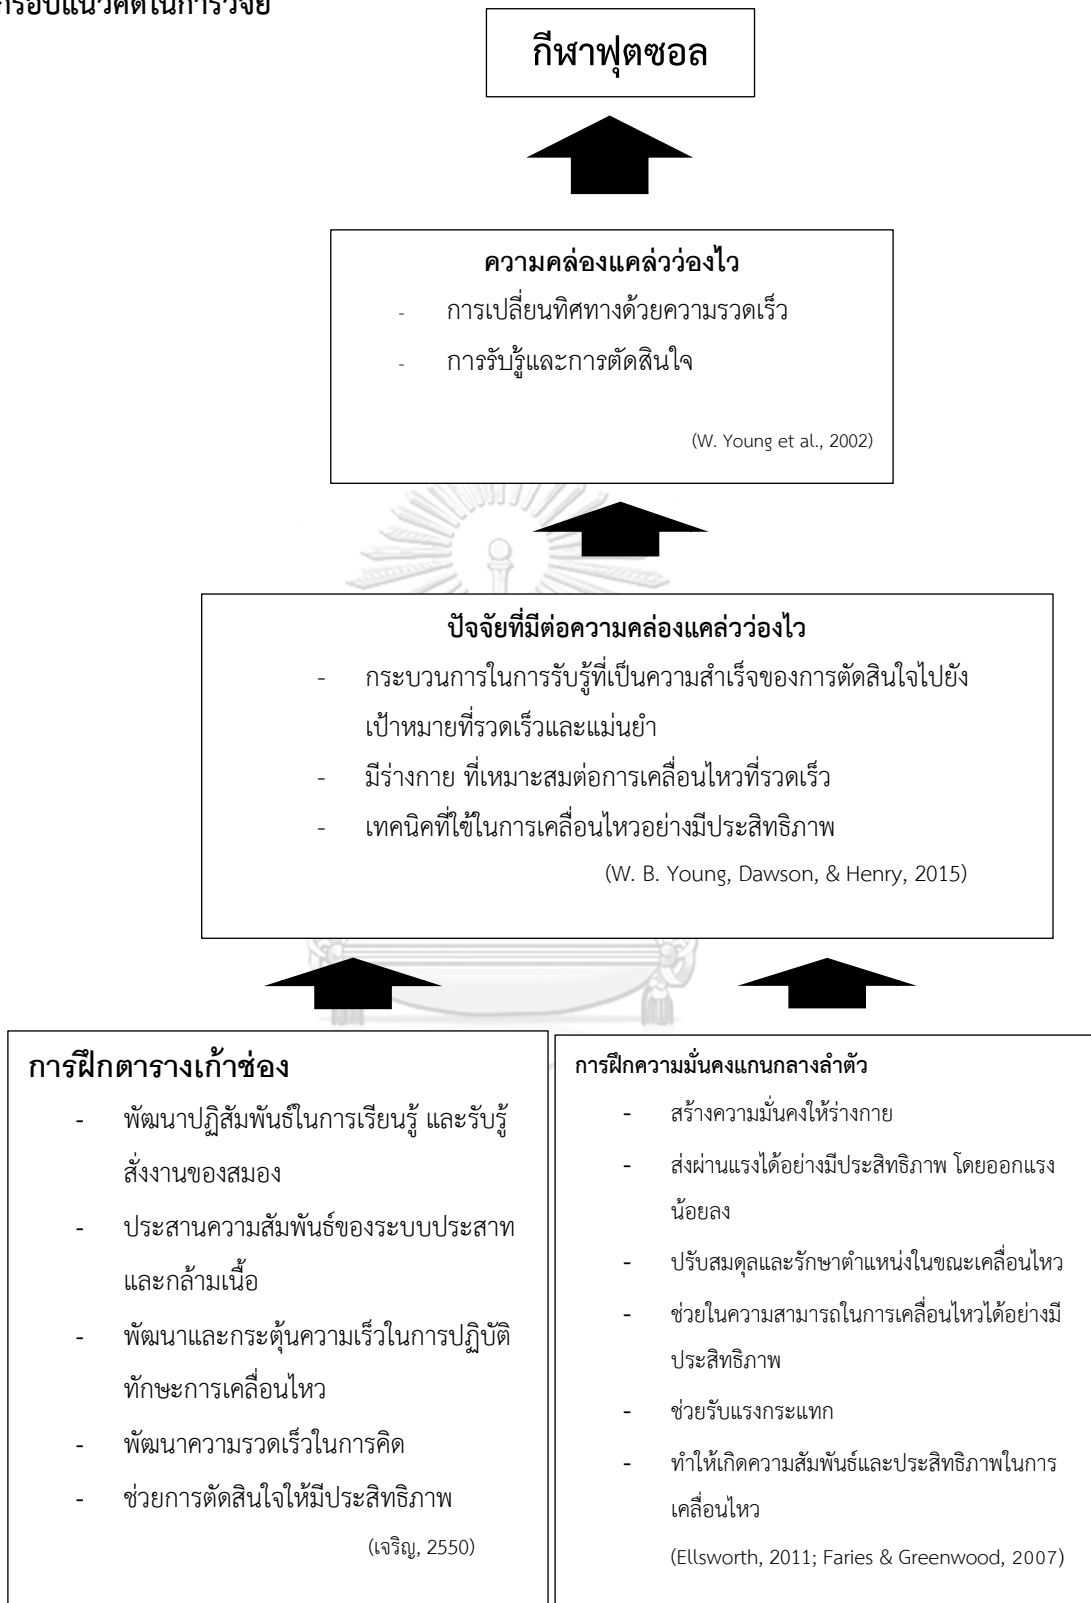 กรอบแนวคิดในการวิจัย
กีฬาฟุตซอล
ความคล่องแคล่วว่องไว
- การเปลี่ยนทิศทางด้วยความรวดเร็ว
- การรับรู้และการตัดสินใจ
(W. Young et al., 2002)
ปัจจัยที่มีต่อความคล่องแคล่วว่องไว
- กระบวนการในการรับรู้ที่เป็นความสำเร็จของการตัดสินใจไปยัง
เป้าหมายที่รวดเร็วและแม่นยำ
- มีร่างกาย ที่เหมาะสมต่อการเคลื่อนไหวที่รวดเร็ว
- เทคนิคที่ใช้ในการเคลื่อนไหวอย่างมีประสิทธิภาพ
(W. B. Young, Dawson, & Henry, 2015)
การฝึกตารางเก้าช่อง
- พัฒนาปฏิสัมพันธ์ในการเรียนรู้ และรับรู้
สั่งงานของสมอง
- ประสานความสัมพันธ์ของระบบประสาท
และกล้ามเนื้อ
- พัฒนาและกระตุ้นความเร็วในการปฏิบัติ
ทักษะการเคลื่อนไหว
- พัฒนาความรวดเร็วในการคิด
- ช่วยการตัดสินใจให้มีประสิทธิภาพ
(เจริญ, 2550)
การฝึกความมั่นคงแกนกลางลำตัว
- สร้างความมั่นคงให้ร่างกาย
- ส่งผ่านแรงได้อย่างมีประสิทธิภาพ โดยออกแรง
น้อยลง
- ปรับสมดุลและรักษาตำแหน่งในขณะเคลื่อนไหว
- ช่วยในความสามารถในการเคลื่อนไหวได้อย่างมี
ประสิทธิภาพ
- ช่วยรับแรงกระแทก
- ทำให้เกิดความสัมพันธ์และประสิทธิภาพในการ
เคลื่อนไหว
(Ellsworth, 2011; Faries & Greenwood, 2007)